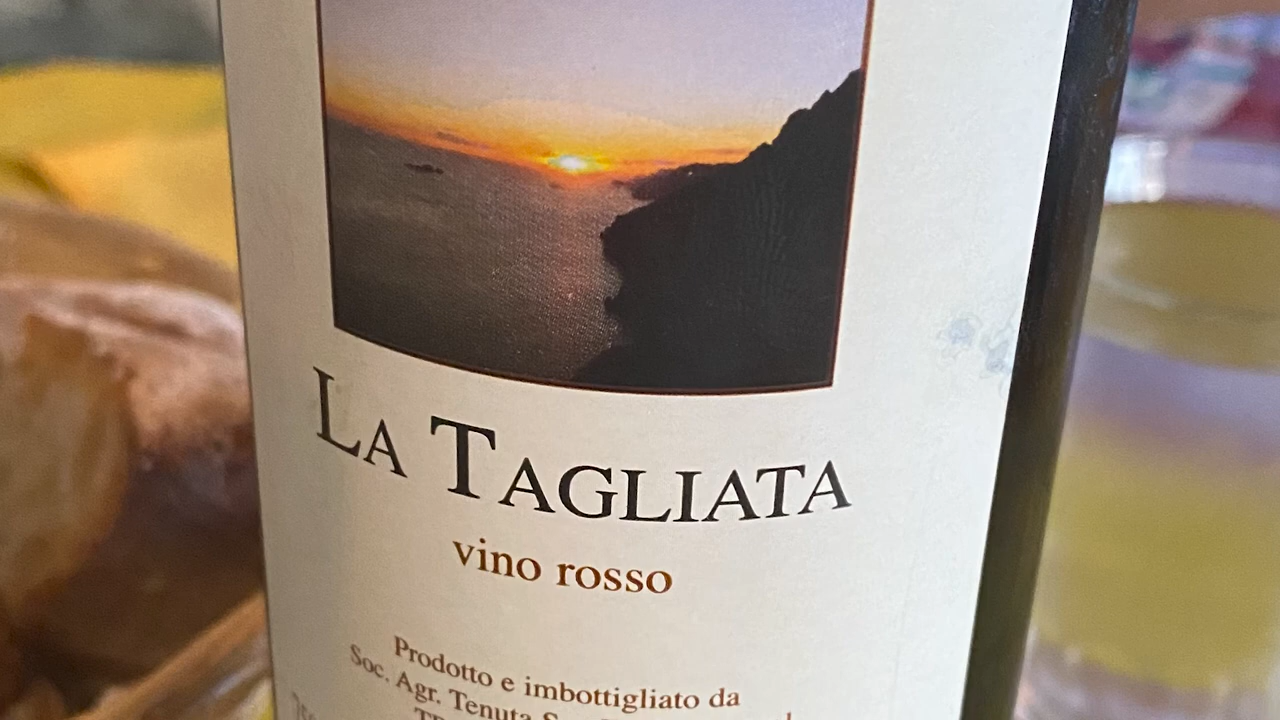 LA TAGLIATA
vino rosso
Prodotto e imbottigliato da
Soc. Agr. Tenuta